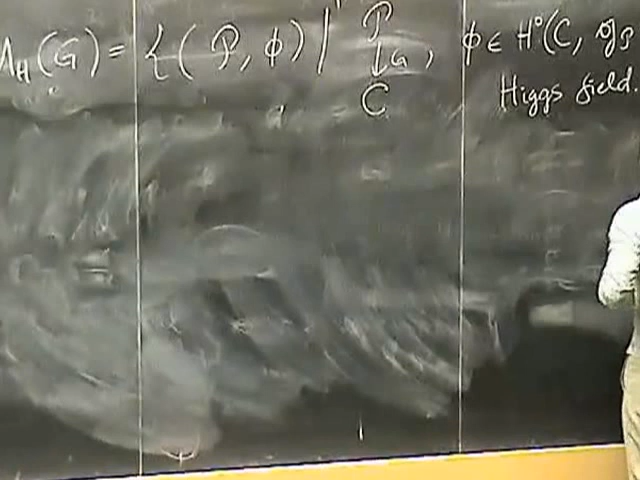 M_H(G) = {(𝒫, φ) | 𝒫 ↓G C, φ ∈ H⁰(C, 𝔤_𝒫
Higgs field.